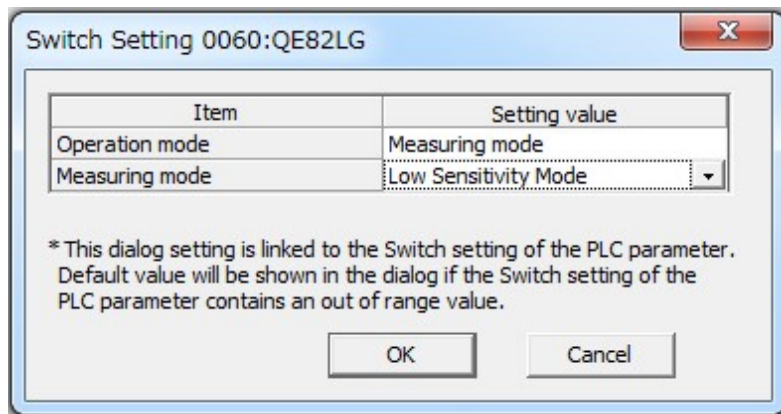 Switch Setting 0060:QE82LG
Item Setting value
Operation mode Measuring mode
Measuring mode Low Sensitivity Mode
* This dialog setting is linked to the Switch setting of the PLC parameter.
Default value will be shown in the dialog if the Switch setting of the
PLC parameter contains an out of range value.
OK Cancel